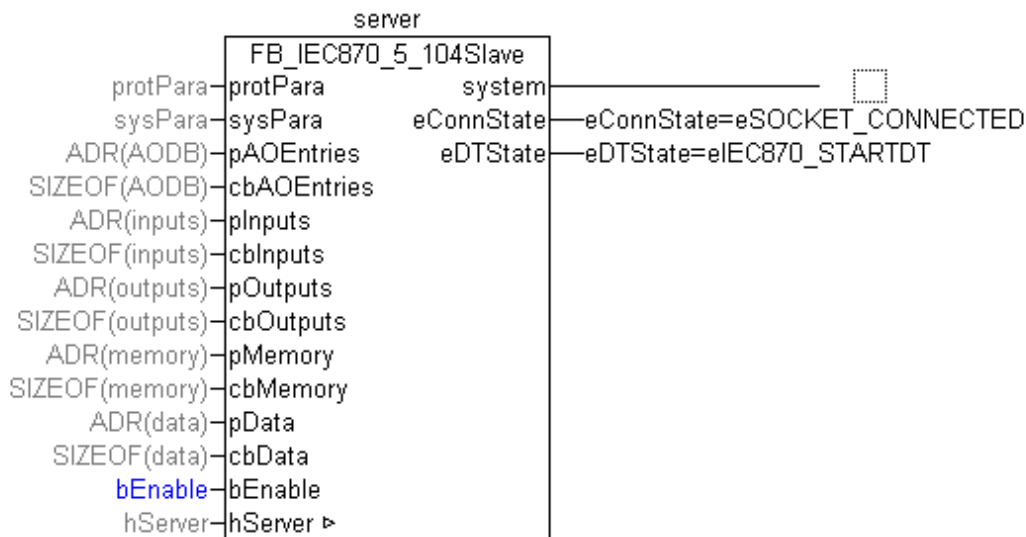 server
FB_IEC870_5_104Slave
protPara protPara system
sysPara sysPara eConnState eConnState=eSOCKET_CONNECTED
ADR(AODB) pAOEntries eDTState eDTState=eIEC870_STARTDT
SIZEOF(AODB) cbAOEntries
ADR(inputs) pInputs
SIZEOF(inputs) cbInputs
ADR(outputs) pOutputs
SIZEOF(outputs) cbOutputs
ADR(memory) pMemory
SIZEOF(memory) cbMemory
ADR(data) pData
SIZEOF(data) cbData
bEnable bEnable
hServer hServer ▹